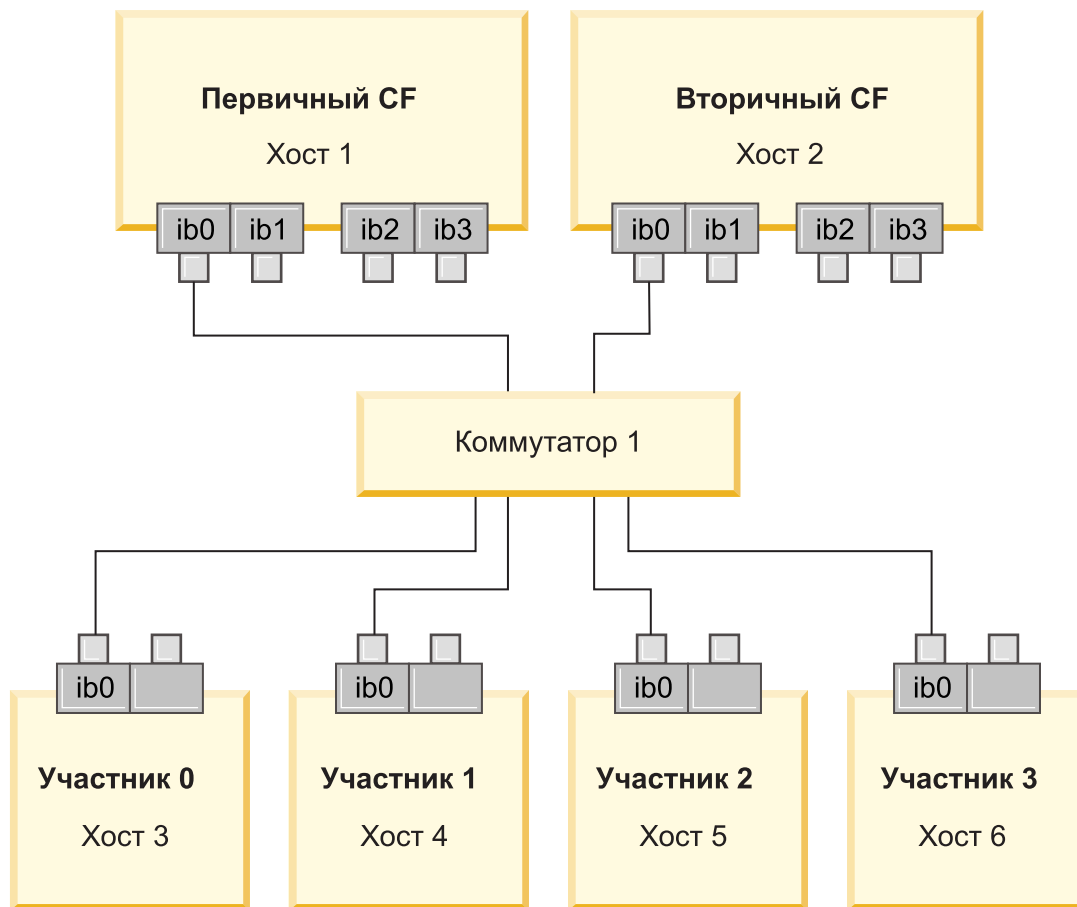 Первичный CF
Хост 1
ib0 ib1 ib2 ib3
Вторичный CF
Хост 2
ib0 ib1 ib2 ib3
Коммутатор 1
ib0
Участник 0
Хост 3
ib0
Участник 1
Хост 4
ib0
Участник 2
Хост 5
ib0
Участник 3
Хост 6